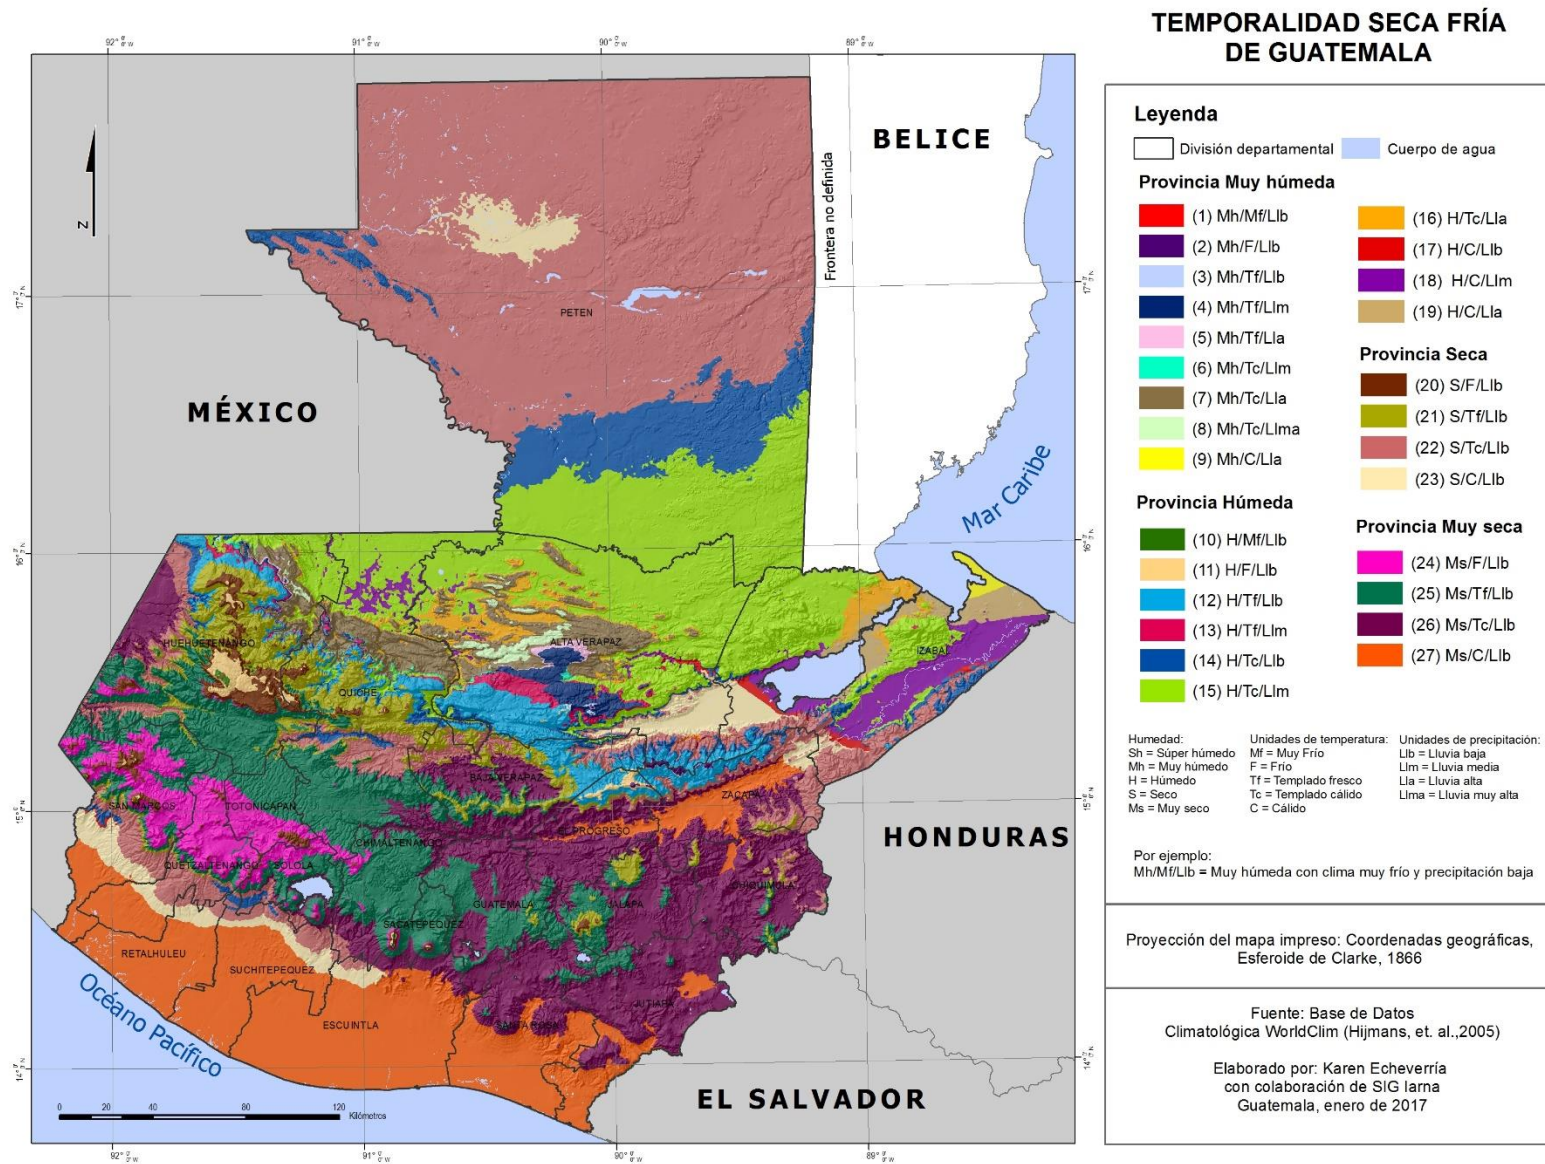 TEMPORALIDAD SECA FRÍA
DE GUATEMALA
Leyenda
División departamental
Cuerpo de agua
Provincia Muy húmeda
(1) Mh/Mf/Llb
(2) Mh/F/Llb
(3) Mh/Tf/Llb
(4) Mh/Tf/Llm
(5) Mh/Tf/Lla
(6) Mh/Tc/Llm
(7) Mh/Tc/Lla
(8) Mh/Tc/Llma
(9) Mh/C/Lla
Provincia Húmeda
(10) H/Mf/Llb
(11) H/F/Llb
(12) H/Tf/Llb
(13) H/Tf/Llm
(14) H/Tc/Llb
(15) H/Tc/Llm
(16) H/Tc/Lla
(17) H/C/Llb
(18) H/C/Llm
(19) H/C/Lla
Provincia Seca
(20) S/F/Llb
(21) S/Tf/Llb
(22) S/Tc/Llb
(23) S/C/Llb
Provincia Muy seca
(24) Ms/F/Llb
(25) Ms/Tf/Llb
(26) Ms/Tc/Llb
(27) Ms/C/Llb
Humedad:
Sh = Súper húmedo
Mh = Muy húmedo
H = Húmedo
S = Seco
Ms = Muy seco
Unidades de temperatura:
Mf = Muy Frío
F = Frío
Tf = Templado fresco
Tc = Templado cálido
C = Cálido
Unidades de precipitación:
Llb = Lluvia baja
Llm = Lluvia media
Lla = Lluvia alta
Llma = Lluvia muy alta
Por ejemplo:
Mh/Mf/Llb = Muy húmeda con clima muy frío y precipitación baja
Proyección del mapa impreso: Coordenadas geográficas,
Esferoide de Clarke, 1866
Fuente: Base de Datos
Climatológica WorldClim (Hijmans, et. al.,2005)
Elaborado por: Karen Echeverría
con colaboración de SIG Iarna
Guatemala, enero de 2017
N
BELICE
Frontera no definida
MÉXICO
PETEN
Mar Caribe
HUEHUETENANGO
QUICHE
ALTA VERAPAZ
IZABAL
BAJA VERAPAZ
ZACAPA
SAN MARCOS
TOTONICAPAN
EL PROGRESO
CHIMALTENANGO
HONDURAS
QUETZALTENANGO
SOLOLA
CHIQUIMULA
GUATEMALA
JALAPA
SACATEPEQUEZ
RETALHULEU
SUCHITEPEQUEZ
JUTIAPA
ESCUINTLA
SANTA ROSA
Océano Pacífico
EL SALVADOR
0 20 40 80 120
Kilómetros